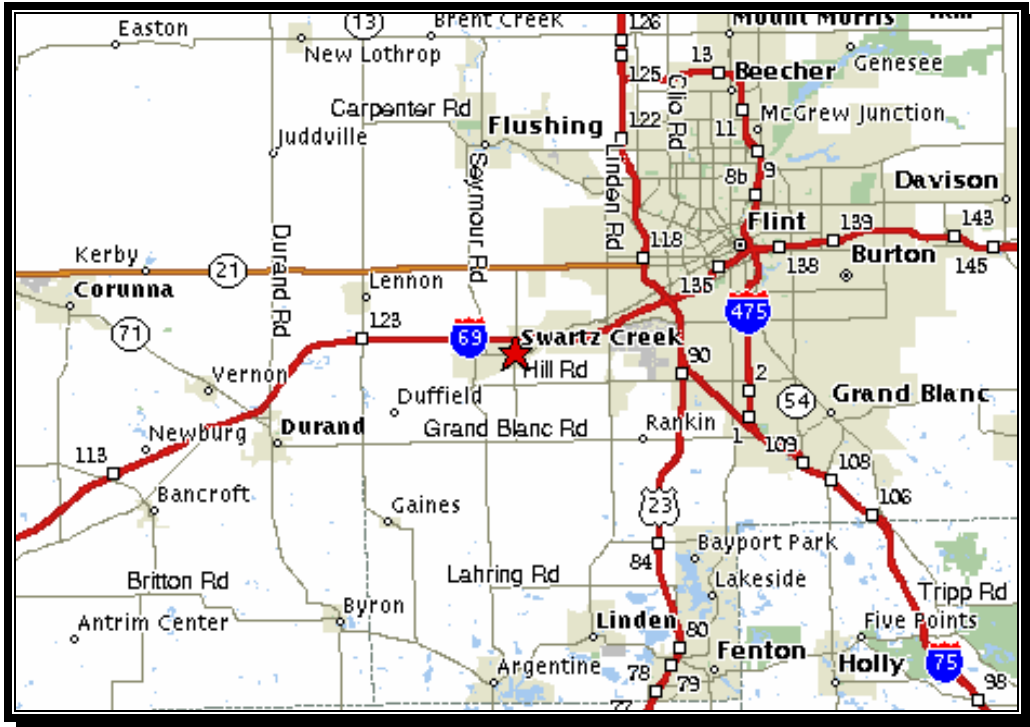 13
Brent Creek
126
Mount Morris
Easton
New Lothrop
13
Genesee
125
Beecher
Clio Rd
Carpenter Rd
Flushing
122
McGrew Junction
11
Juddville
Linden Rd
Seymour Rd
8b
9
Davison
Flint
139
143
118
Durand Rd
Kerby
21
Burton
138
145
135
Corunna
Lennon
475
71
123
69
Swartz Creek
Hill Rd
90
2
Vernon
Duffield
54
Grand Blanc
Durand
Grand Blanc Rd
Rankin
Newburg
1
109
113
108
Bancroft
Gaines
23
106
Bayport Park
84
Britton Rd
Lahring Rd
Lakeside
Tripp Rd
Byron
Antrim Center
Linden
80
Five Points
Argentine
78
79
Fenton
Holly
75
98
77